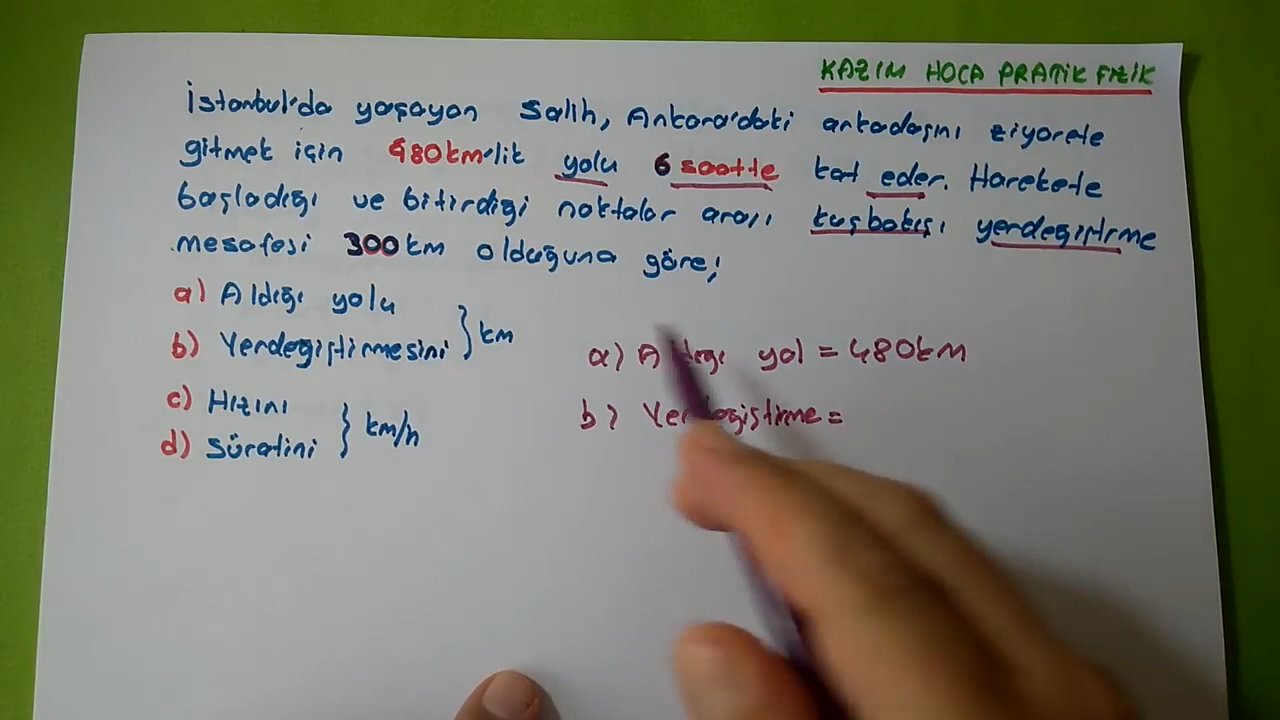 KAZIM HOCA PRATİK FİZİK
İstanbul'da yaşayan Salih, Ankara'daki arkadaşını ziyarete
gitmek için 480km'lik yolu 6 saatte kat eder. Harekete
başladığı ve bitirdiği noktalar arası kuşbakışı yerdeğiştirme
mesafesi 300km olduğuna göre;
a) Aldığı yolu
b) Yerdeğiştirmesini } km
c) Hızını
d) Süratini } km/h
a) Aldığı yol = 480km
b) Yerdeğiştirme =